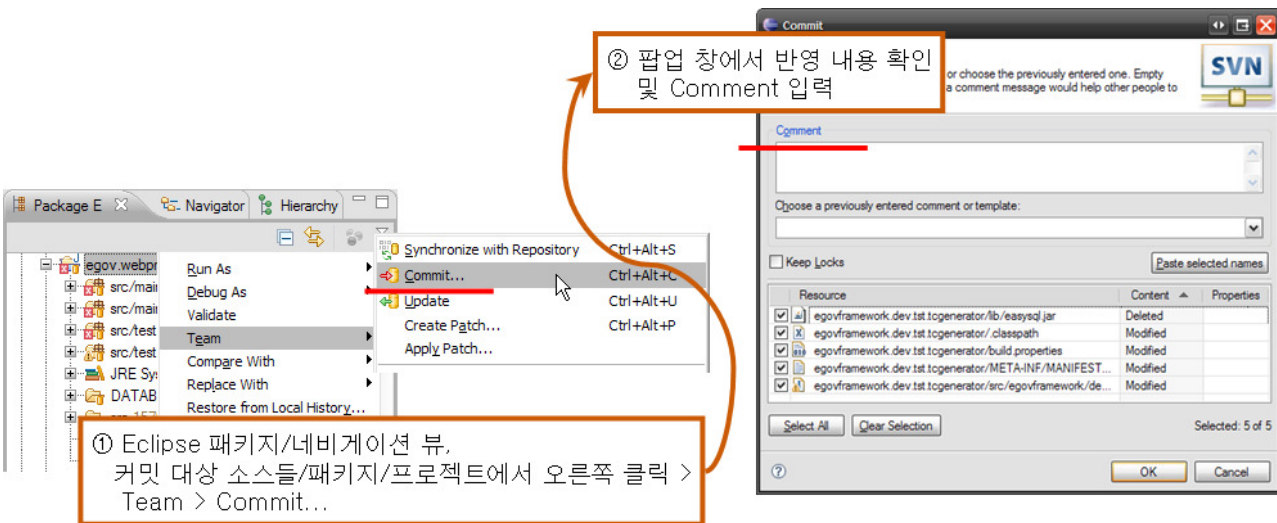 Commit
② 팝업 창에서 반영 내용 확인
및 Comment 입력
or choose the previously entered one. Empty
a comment message would help other people to
SVN
Comment
Choose a previously entered comment or template:
Keep Locks
Paste selected names
Resource Content Properties
egovframework.dev.tst.tcgenerator/lib/easysql.jar Deleted
egovframework.dev.tst.tcgenerator/.classpath Modified
egovframework.dev.tst.tcgenerator/build.properties Modified
egovframework.dev.tst.tcgenerator/META-INF/MANIFEST... Modified
egovframework.dev.tst.tcgenerator/src/egovframework/de... Modified
Select All Clear Selection Selected: 5 of 5
OK Cancel
Package E Navigator Hierarchy
egov.webpr
src/mai
src/mai
src/test
src/test
JRE Sys
DATAB
Run As
Debug As
Validate
Team
Compare With
Replace With
Restore from Local History...
Synchronize with Repository Ctrl+Alt+S
Commit... Ctrl+Alt+C
Update Ctrl+Alt+U
Create Patch... Ctrl+Alt+P
Apply Patch...
① Eclipse 패키지/네비게이션 뷰,
커밋 대상 소스들/패키지/프로젝트에서 오른쪽 클릭 >
Team > Commit...